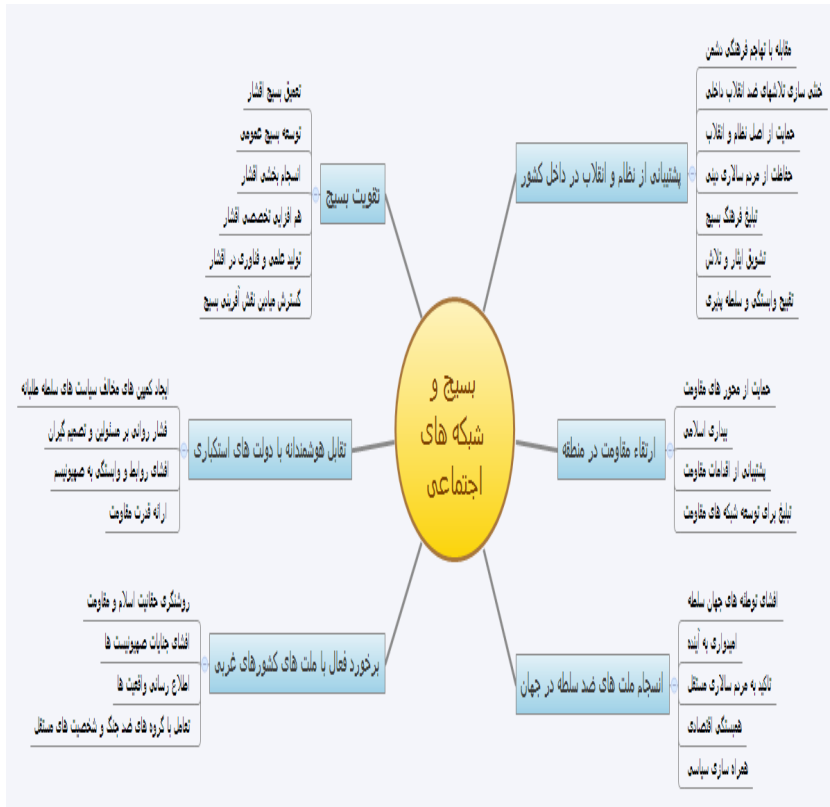 بسیج و
شبکه های
اجتماعی
پشتیبانی از نظام و انقلاب در داخل کشور
مقابله با تهاجم فرهنگی دشمن
خنثی سازی تلاشهای ضد انقلاب داخلی
حمایت از اصل نظام و انقلاب
حفاظت از مردم سالاری دینی
تبلیغ فرهنگ بسیج
تشویق ایثار و تلاش
تقبیح وابستگی و سلطه پذیری
ارتقاء مقاومت در منطقه
حمایت از محور های مقاومت
بیداری اسلامی
پشتیبانی از اقدامات مقاومت
تبلیغ برای توسعه شبکه های مقاومت
انسجام ملت های ضد سلطه در جهان
افشای توطئه های جهان سلطه
امیدواری به آینده
تاکید به مردم سالاری مستقل
همبستگی اقتصادی
همراه سازی سیاسی
تقویت بسیج
تعمیق بسیج اقشار
توسعه بسیج عمومی
انسجام بخشی اقشار
هم افزایی تخصصی اقشار
تولید علمی و فناوری در اقشار
گسترش میادین نقش آفرینی بسیج
تقابل هوشمندانه با دولت های استکباری
ایجاد کمپین های مخالف سیاست های سلطه طلبانه
فشار روانی بر مسئولین و تصمیم گیران
افشای روابط و وابستگی به صهیونیسم
ارائه قدرت مقاومت
برخورد فعال با ملت های کشورهای غربی
روشنگری حقانیت اسلام و مقاومت
افشای جنایات صهیونیست ها
اطلاع رسانی واقعیت ها
تعامل با گروه های ضد جنگ و شخصیت های مستقل